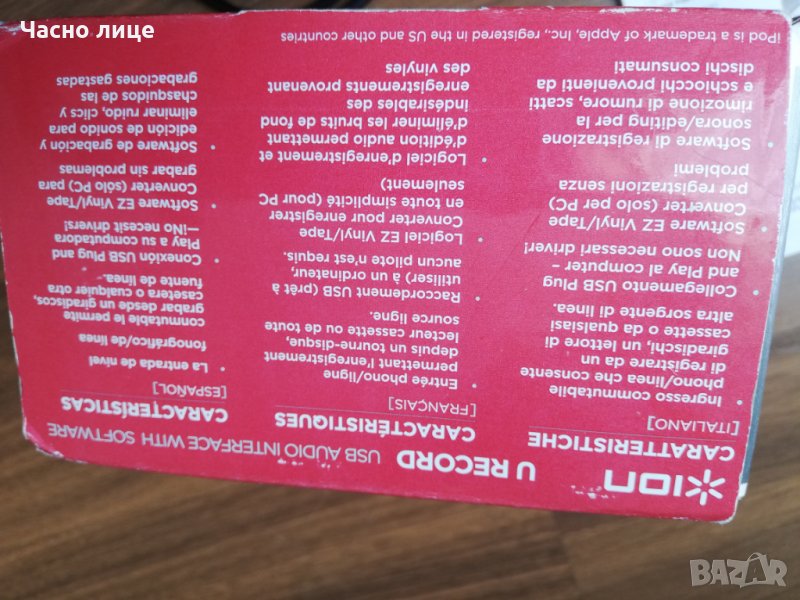 Часно лице
ION U RECORD USB AUDIO INTERFACE WITH SOFTWARE
CARATTERISTICHE
[ITALIANO]
• Ingresso commutabile
phono/linea che consente
di registrare da un
giradischi, un lettore di
cassette o da qualsiasi
altra sorgente di linea.
• Collegamento USB Plug
and Play al computer –
Non sono necessari driver!
• Software EZ Vinyl/Tape
Converter (solo per PC)
per registrazioni senza
problemi
• Software di registrazione
sonora/editing per la
rimozione di rumore, scatti,
e schiocchi provenienti da
dischi consumati
CARACTÉRISTIQUES
[FRANÇAIS]
• Entrée phono/ligne
permettant l'enregistrement
depuis un tourne-disque,
lecteur cassette ou de toute
source ligne.
• Raccordement USB (prêt à
utiliser) à un ordinateur,
aucun pilote n'est requis.
• Logiciel EZ Vinyl/Tape
Converter pour enregistrer
en toute simplicité (pour PC
seulement)
• Logiciel d'enregistrement et
d'édition audio permettant
d'éliminer les bruits de fond
indésirables des
enregistrements provenant
des vinyles
CARACTERÍSTICAS
[ESPAÑOL]
• La entrada de nivel
fonográfico/de línea
conmutable le permite
grabar desde un giradiscos,
casetera o cualquier otra
fuente de línea.
• Conexión USB Plug and
Play a su computadora
—¡No necesit drivers!
• Software EZ Vinyl/Tape
Converter (sólo PC) para
grabar sin problemas
• Software de grabación y
edición de sonido para
eliminar ruido, clics y
chasquidos de las
grabaciones gastadas
iPod is a trademark of Apple, Inc., registered in the US and other countries
BAZAR